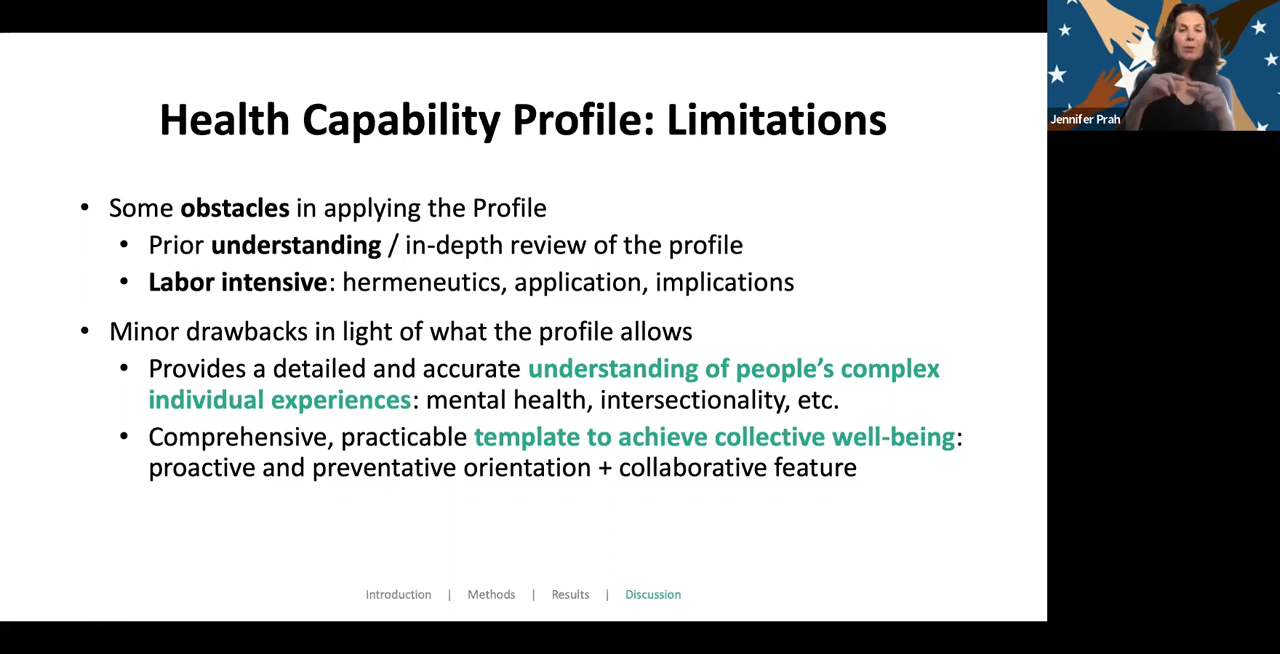 Health Capability Profile: Limitations
Jennifer Prah
• Some obstacles in applying the Profile
• Prior understanding / in-depth review of the profile
• Labor intensive: hermeneutics, application, implications
• Minor drawbacks in light of what the profile allows
• Provides a detailed and accurate understanding of people’s complex
individual experiences: mental health, intersectionality, etc.
• Comprehensive, practicable template to achieve collective well-being:
proactive and preventative orientation + collaborative feature
Introduction | Methods | Results | Discussion